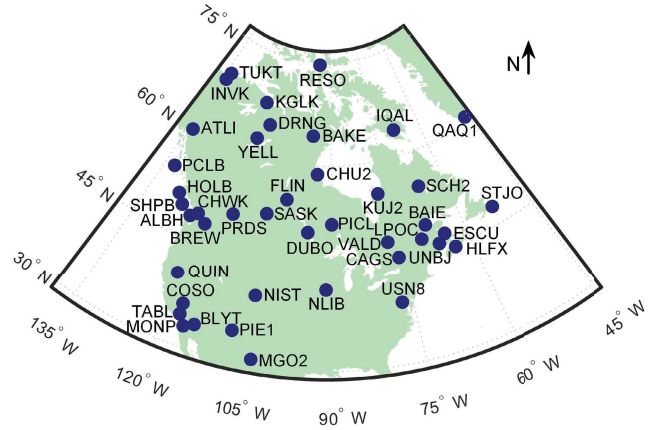 75° N
N
TUKT
RESO
INVK
KGLK
IQAL
DRNG
QAQ1
60° N
ATLI
BAKE
YELL
PCLB
CHU2
HOLB
FLIN
SCH2
STJO
45° N
SHPB
CHWK
KUJ2
ALBH
SASK
BAIE
PRDS
PICL
LPOC
ESCU
BREW
DUBO
VALD
HLFX
CAGS
UNBJ
30° N
QUIN
COSO
NIST
NLIB
USN8
TABL
BLYT
MONP
PIE1
MGO2
135° W
120° W
105° W
90° W
75° W
60° W
45° W